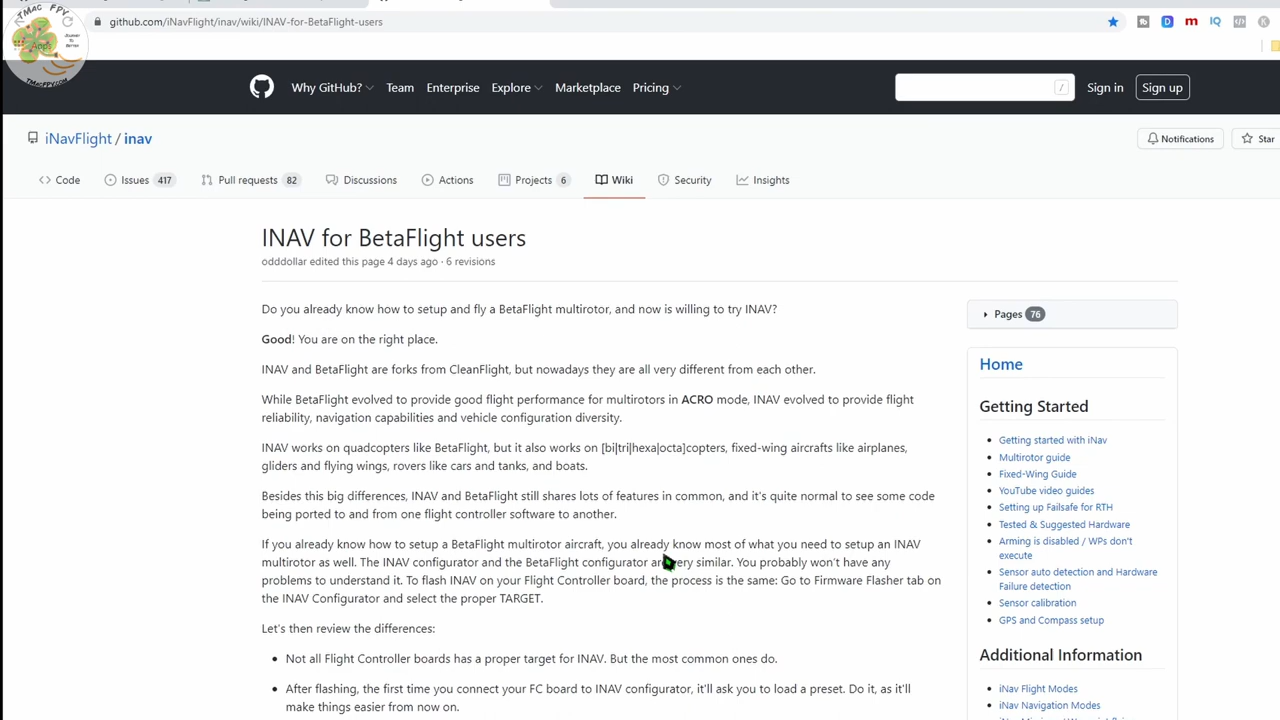 TMAC FPV
Apps
JOURNEY
TO
BETTER
TMACFPV.COM
github.com/iNavFlight/inav/wiki/INAV-for-BetaFlight-users
Why GitHub? Team Enterprise Explore Marketplace Pricing / Sign in Sign up
iNavFlight / inav Notifications Star
Code Issues 417 Pull requests 82 Discussions Actions Projects 6 Wiki Security Insights
INAV for BetaFlight users
odddollar edited this page 4 days ago · 6 revisions
Do you already know how to setup and fly a BetaFlight multirotor, and now is willing to try INAV?
Good! You are on the right place.
INAV and BetaFlight are forks from CleanFlight, but nowadays they are all very different from each other.
While BetaFlight evolved to provide good flight performance for multirotors in ACRO mode, INAV evolved to provide flight
reliability, navigation capabilities and vehicle configuration diversity.
INAV works on quadcopters like BetaFlight, but it also works on [bi|tri|hexa|octa]copters, fixed-wing aircrafts like airplanes,
gliders and flying wings, rovers like cars and tanks, and boats.
Besides this big differences, INAV and BetaFlight still shares lots of features in common, and it's quite normal to see some code
being ported to and from one flight controller software to another.
If you already know how to setup a BetaFlight multirotor aircraft, you already know most of what you need to setup an INAV
multirotor as well. The INAV configurator and the BetaFlight configurator are very similar. You probably won't have any
problems to understand it. To flash INAV on your Flight Controller board, the process is the same: Go to Firmware Flasher tab on
the INAV Configurator and select the proper TARGET.
Let's then review the differences:
Not all Flight Controller boards has a proper target for INAV. But the most common ones do.
After flashing, the first time you connect your FC board to INAV configurator, it'll ask you to load a preset. Do it, as it'll
make things easier from now on.
Pages 76
Home
Getting Started
Getting started with iNav
Multirotor guide
Fixed-Wing Guide
YouTube video guides
Setting up Failsafe for RTH
Tested & Suggested Hardware
Arming is disabled / WPs don't
execute
Sensor auto detection and Hardware
Failure detection
Sensor calibration
GPS and Compass setup
Additional Information
iNav Flight Modes
iNav Navigation Modes